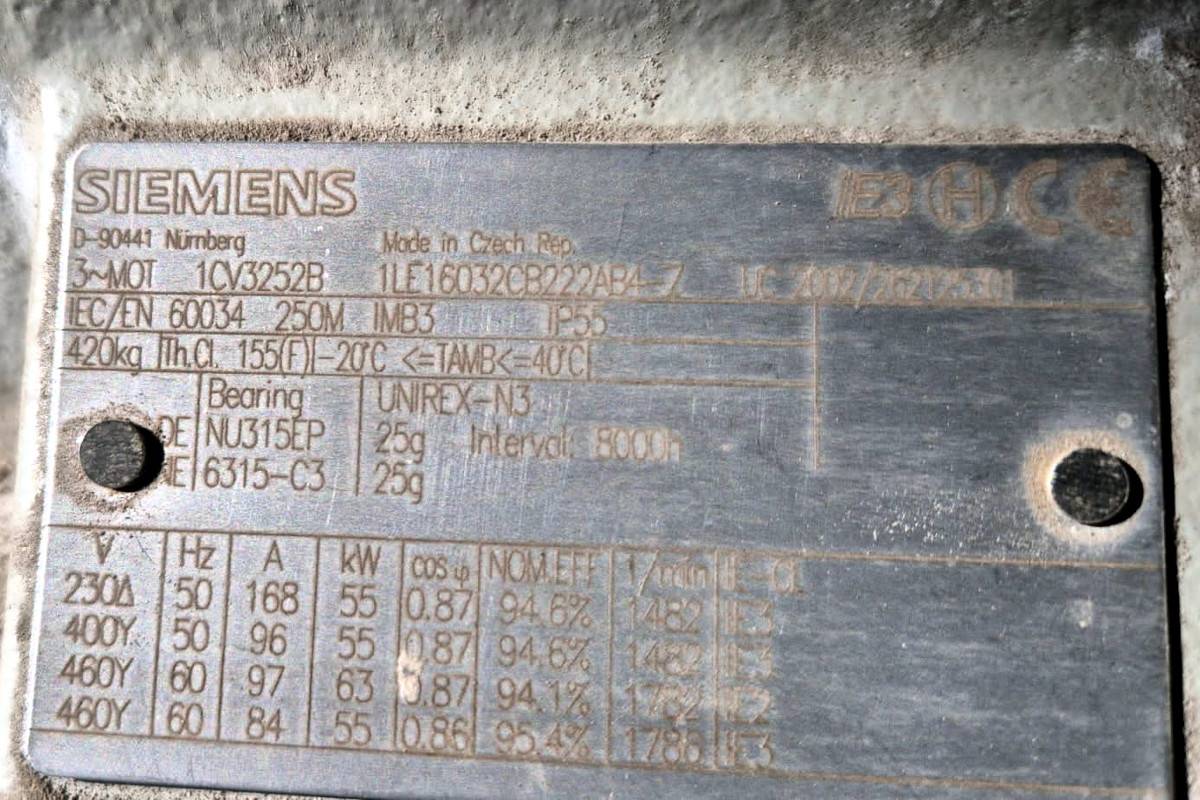 SIEMENS IE3 H CE
D-90441 Nürnberg Made in Czech Rep.
3~MOT 1CV3252B 1LE16032CB222AB4-Z UC 2002/262125301
IEC/EN 60034 250M IMB3 IP55
420kg Th.Cl. 155(F) -20°C <=TAMB<=40°C
Bearing UNIREX-N3
DE NU315EP 25g Interval: 8000h
NE 6315-C3 25g
V Hz A kW cos φ NOM.EFF 1/min IE-CL
230Δ 50 168 55 0.87 94.6% 1482 IE3
400Y 50 96 55 0.87 94.6% 1482 IE3
460Y 60 97 63 0.87 94.1% 1782 IE2
460Y 60 84 55 0.86 95.4% 1786 IE3